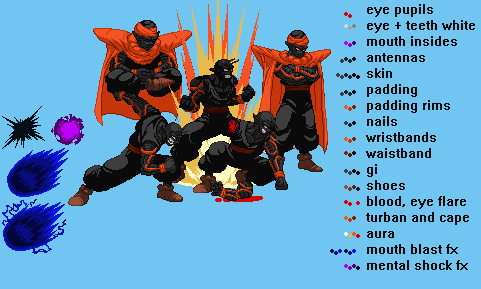 eye pupils
eye + teeth white
mouth insides
antennas
skin
padding
padding rims
nails
wristbands
waistband
gi
shoes
blood, eye flare
turban and cape
aura
mouth blast fx
mental shock fx